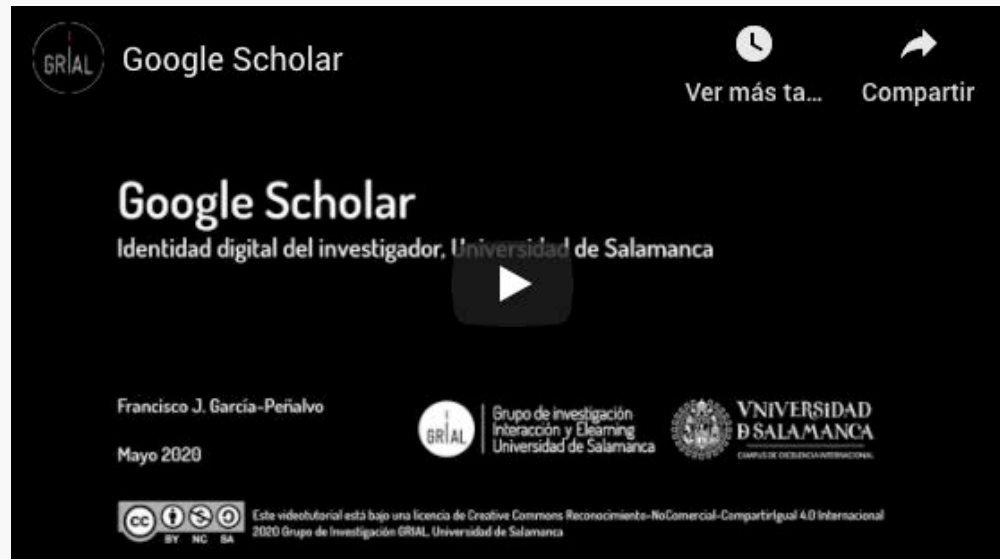 GRIAL
Google Scholar
Ver más ta...
Compartir
Google Scholar
Identidad digital del investigador, Universidad de Salamanca
Francisco J. García-Peñalvo
Mayo 2020
GRIAL
Grupo de investigación
Interacción y Elearning
Universidad de Salamanca
VNiVERSiDAD
D SALAMANCA
CAMPUS DE EXCELENCIA INTERNACIONAL
cc
BY NC SA
Este videotutorial está bajo una licencia de Creative Commons Reconocimiento-NoComercial-CompartirIgual 4.0 Internacional
2020 Grupo de Investigación GRIAL, Universidad de Salamanca